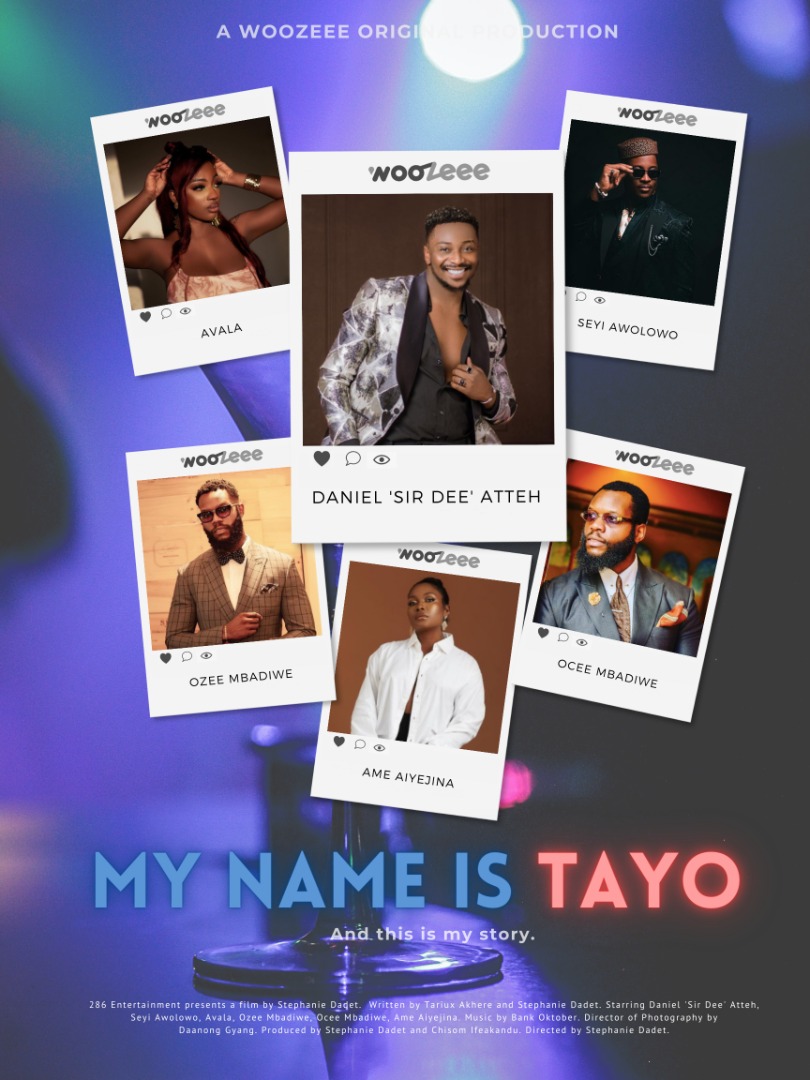 A WOOZEEE ORIGINAL PRODUCTION
WOOZeee
AVALA
WOOZeee
DANIEL 'SIR DEE' ATTEH
WOOZeee
SEYI AWOLOWO
WOOZeee
OZEE MBADIWE
WOOZeee
AME AIYEJINA
WOOZeee
OCEE MBADIWE
MY NAME IS TAYO
And this is my story.
286 Entertainment presents a film by Stephanie Dadet. Written by Tariux Akhere and Stephanie Dadet. Starring Daniel 'Sir Dee' Atteh,
Seyi Awolowo, Avala, Ozee Mbadiwe, Ocee Mbadiwe, Ame Aiyejina. Music by Bank Oktober. Director of Photography by
Daanong Gyang. Produced by Stephanie Dadet and Chisom Ifeakandu. Directed by Stephanie Dadet.